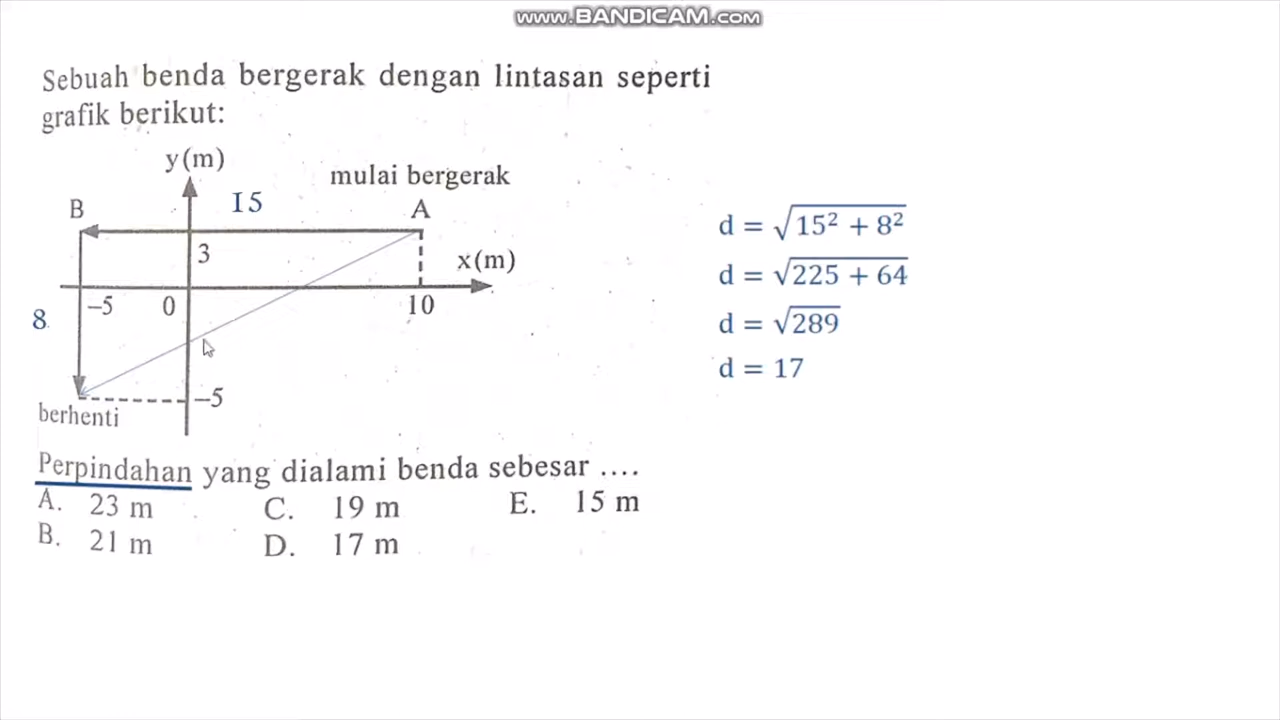 www.BANDICAM.com
Sebuah benda bergerak dengan lintasan seperti
grafik berikut:
y(m)
mulai bergerak
B
15
A
3
x(m)
–5
0
10
8
–5
berhenti
d = √15² + 8²
d = √225 + 64
d = √289
d = 17
Perpindahan yang dialami benda sebesar ....
A. 23 m C. 19 m E. 15 m
B. 21 m D. 17 m